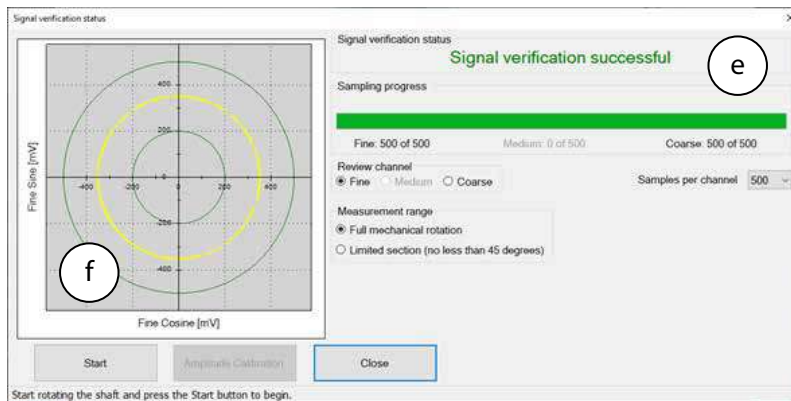 Signal verification status
Signal verification status
Signal verification successful
e
Sampling progress
Fine: 500 of 500 Medium: 0 of 500 Coarse: 500 of 500
Review channel
Fine Medium Coarse
Samples per channel 500
Measurement range
Full mechanical rotation
Limited section (no less than 45 degrees)
Fine Sine [mV]
400
200
-400 -200 0 200 400
-200
-400
f
Fine Cosine [mV]
Start Amplitude Calibration Close
Start rotating the shaft and press the Start button to begin.